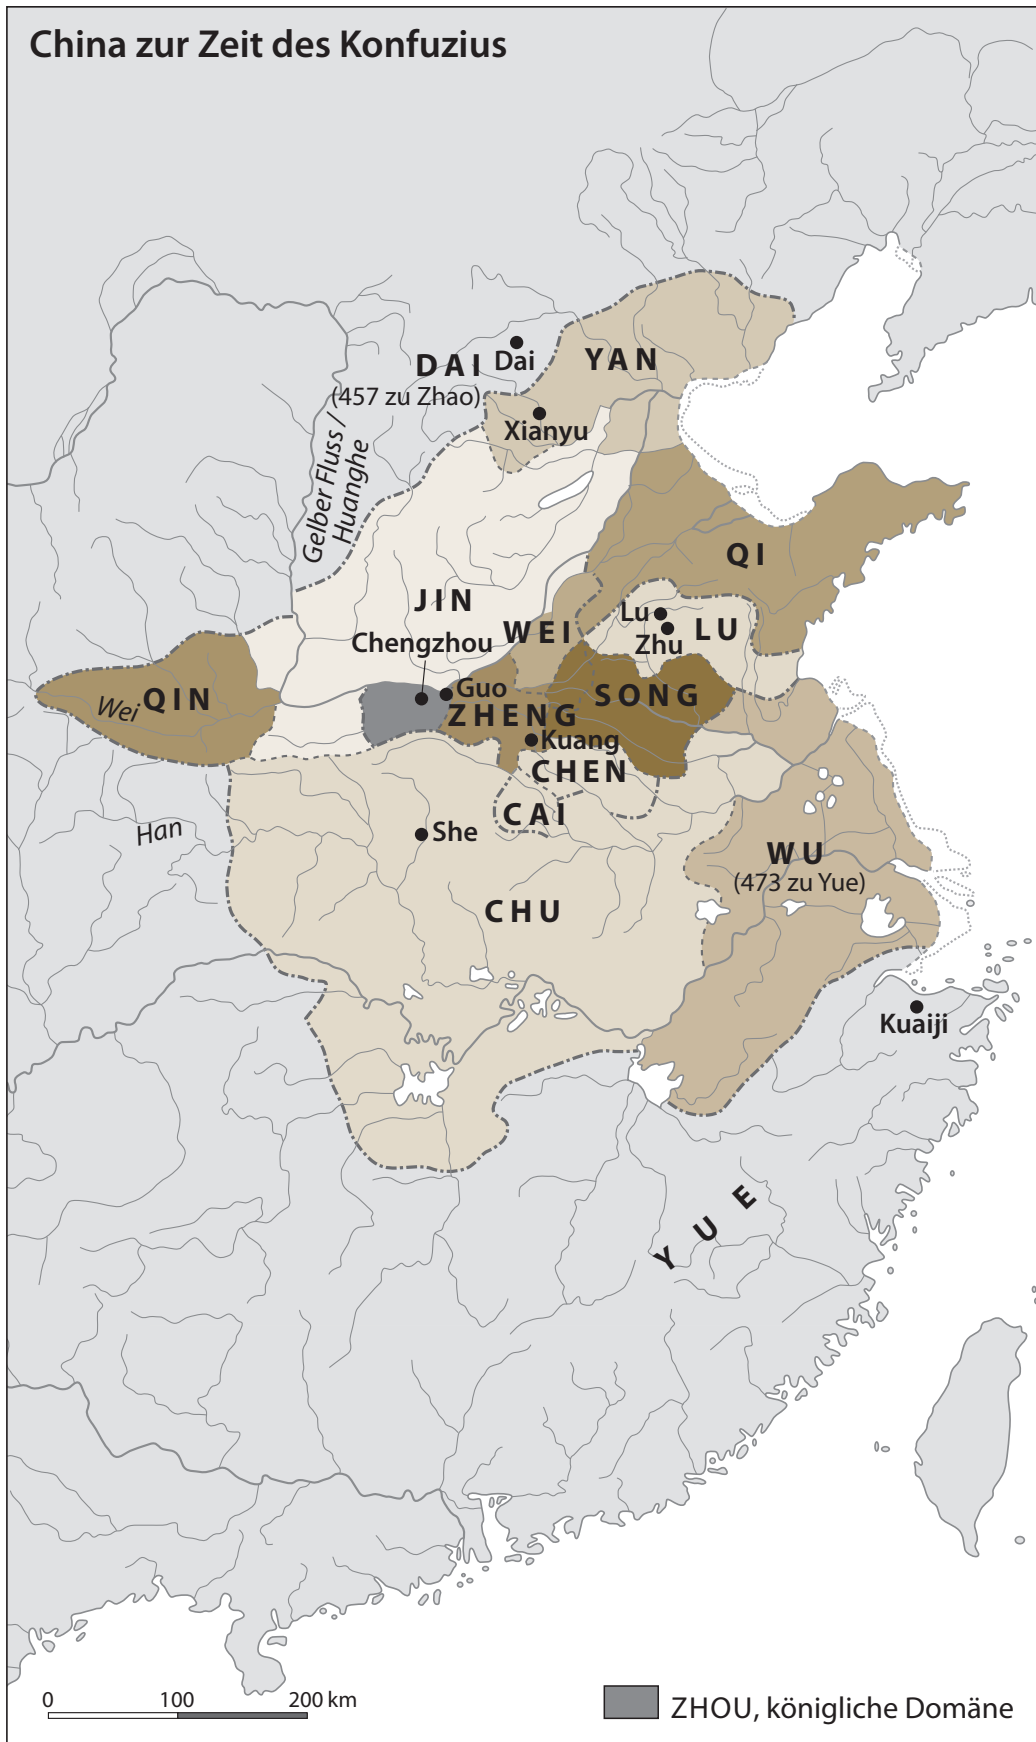 China zur Zeit des Konfuzius
DAI
Dai
(457 zu Zhao)
YAN
Xianyu
Gelber Fluss /
Huanghe
QI
JIN
Lu
Zhu
LU
WEI
Chengzhou
QIN
Wei
Guo
SONG
ZHENG
Kuang
CHEN
CAI
Han
She
WU
(473 zu Yue)
CHU
Kuaiji
YUE
0 100 200 km
ZHOU, königliche Domäne